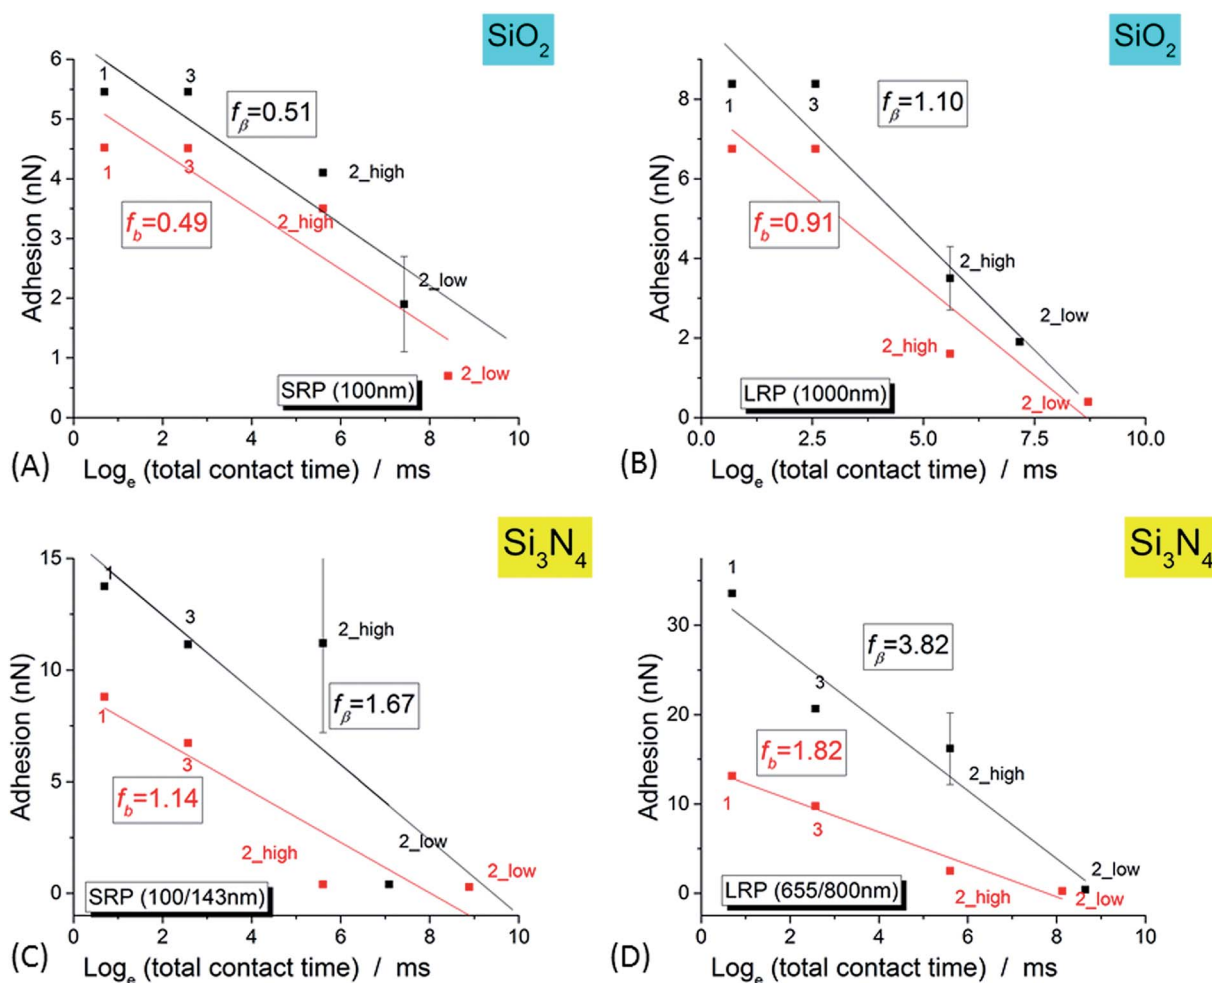 SiO2
6
5
4
3
2
1
0
Adhesion (nN)
1
3
fβ=0.51
1
3
2_high
fb=0.49
2_high
2_low
SRP (100nm)
2_low
0 2 4 6 8 10
(A) Loge (total contact time) / ms
SiO2
8
6
4
2
0
Adhesion (nN)
1
3
fβ=1.10
fb=0.91
2_high
2_low
2_high
LRP (1000nm)
2_low
0.0 2.5 5.0 7.5 10.0
(B) Loge (total contact time) / ms
Si3N4
15
10
5
0
Adhesion (nN)
1
3
2_high
fβ=1.67
1
3
fb=1.14
2_high
2_low
2_low
SRP (100/143nm)
0 2 4 6 8 10
(C) Loge (total contact time) / ms
Si3N4
30
20
10
0
Adhesion (nN)
1
fβ=3.82
3
fb=1.82
2_high
1
3
2_low
LRP (655/800nm)
2_high
2_low
0 2 4 6 8 10
(D) Loge (total contact time) / ms